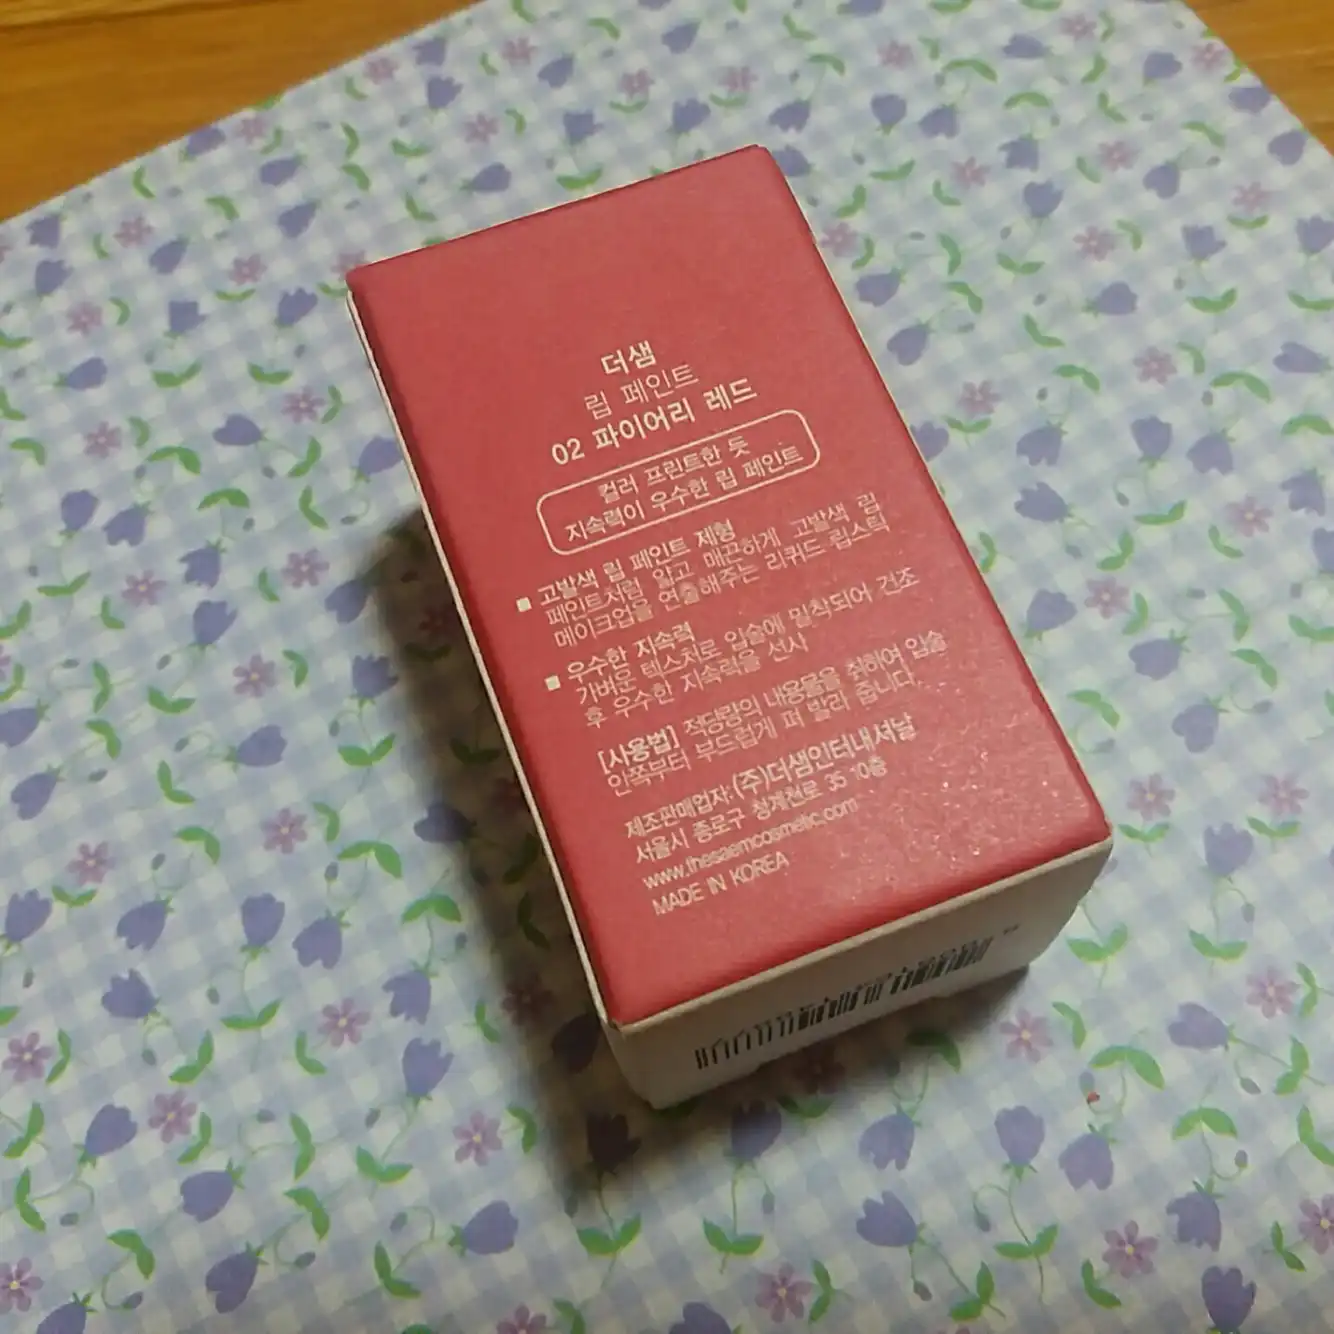 더샘
립 페인트
02 파이어리 레드
컬러 프린트한 듯
지속력이 우수한 립 페인트
■ 고발색 립 페인트 제형
페인트처럼 얇고 매끈하게 고발색 립
메이크업을 연출해주는 리퀴드 립스틱
■ 우수한 지속력
가벼운 텍스처로 입술에 밀착되어 건조
후 우수한 지속력을 선사
[사용법] 적당량의 내용물을 취하여 입술
안쪽부터 부드럽게 펴 발라 줍니다.
제조판매업자: (주)더샘인터내셔날
서울시 종로구 청계천로 35 10층
www.thesaemcosmetic.com
MADE IN KOREA